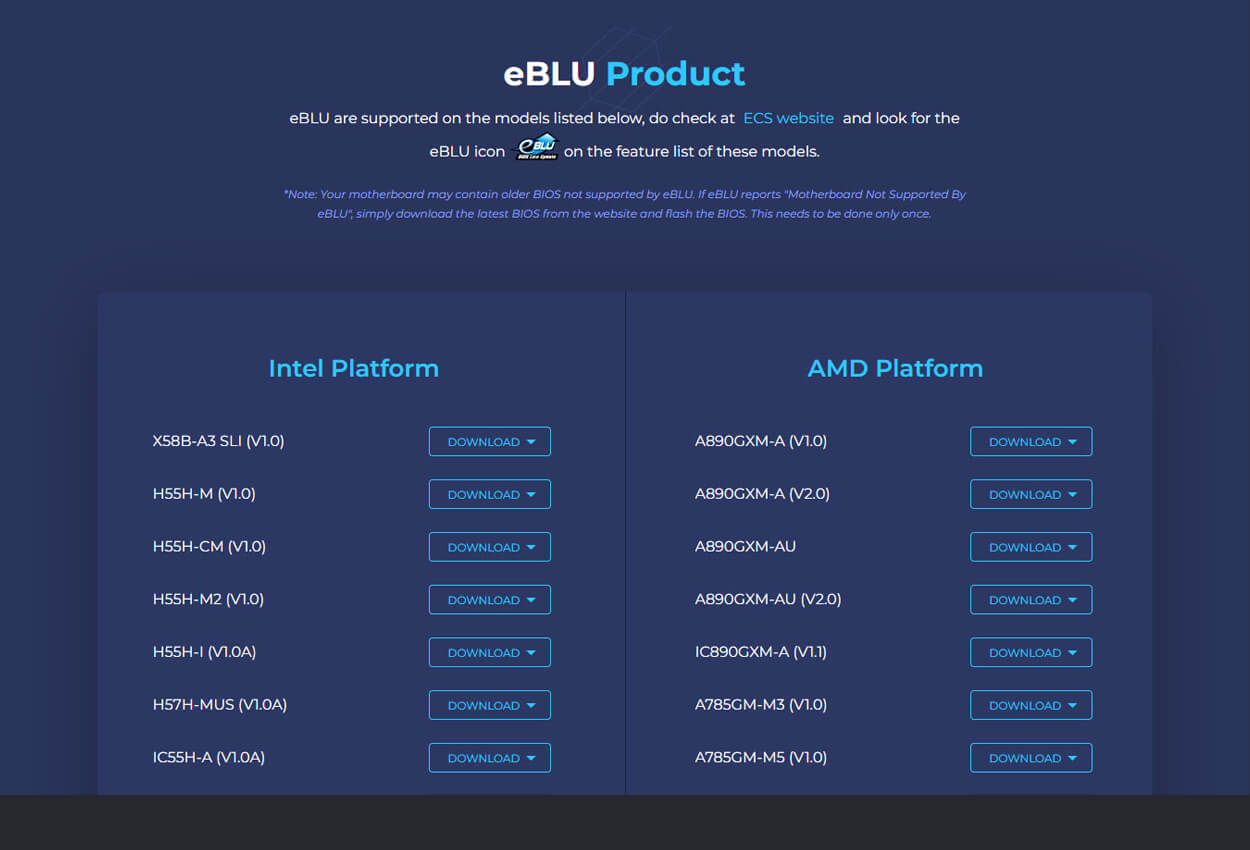 eBLU Product
eBLU are supported on the models listed below, do check at ECS website and look for the
eBLU icon eBLU BIOS Live Update on the feature list of these models.
*Note: Your motherboard may contain older BIOS not supported by eBLU. If eBLU reports "Motherboard Not Supported By
eBLU", simply download the latest BIOS from the website and flash the BIOS. This needs to be done only once.
Intel Platform
X58B-A3 SLI (V1.0) DOWNLOAD
H55H-M (V1.0) DOWNLOAD
H55H-CM (V1.0) DOWNLOAD
H55H-M2 (V1.0) DOWNLOAD
H55H-I (V1.0A) DOWNLOAD
H57H-MUS (V1.0A) DOWNLOAD
IC55H-A (V1.0A) DOWNLOAD
AMD Platform
A890GXM-A (V1.0) DOWNLOAD
A890GXM-A (V2.0) DOWNLOAD
A890GXM-AU DOWNLOAD
A890GXM-AU (V2.0) DOWNLOAD
IC890GXM-A (V1.1) DOWNLOAD
A785GM-M3 (V1.0) DOWNLOAD
A785GM-M5 (V1.0) DOWNLOAD